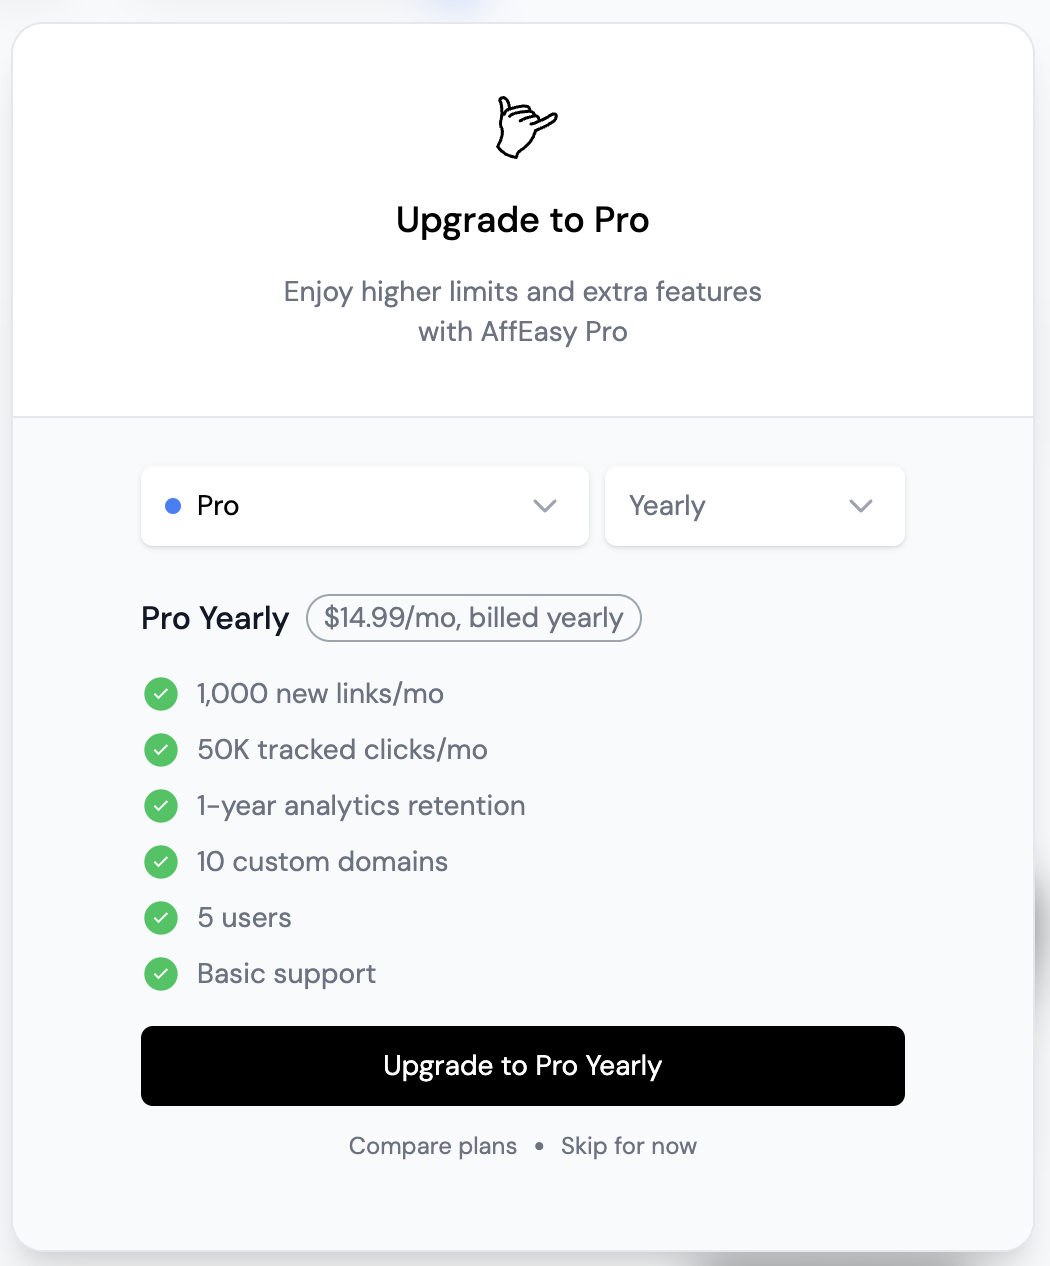 Upgrade to Pro
Enjoy higher limits and extra features
with AffEasy Pro
Pro
Yearly
Pro Yearly
$14.99/mo, billed yearly
1,000 new links/mo
50K tracked clicks/mo
1-year analytics retention
10 custom domains
5 users
Basic support
Upgrade to Pro Yearly
Compare plans • Skip for now